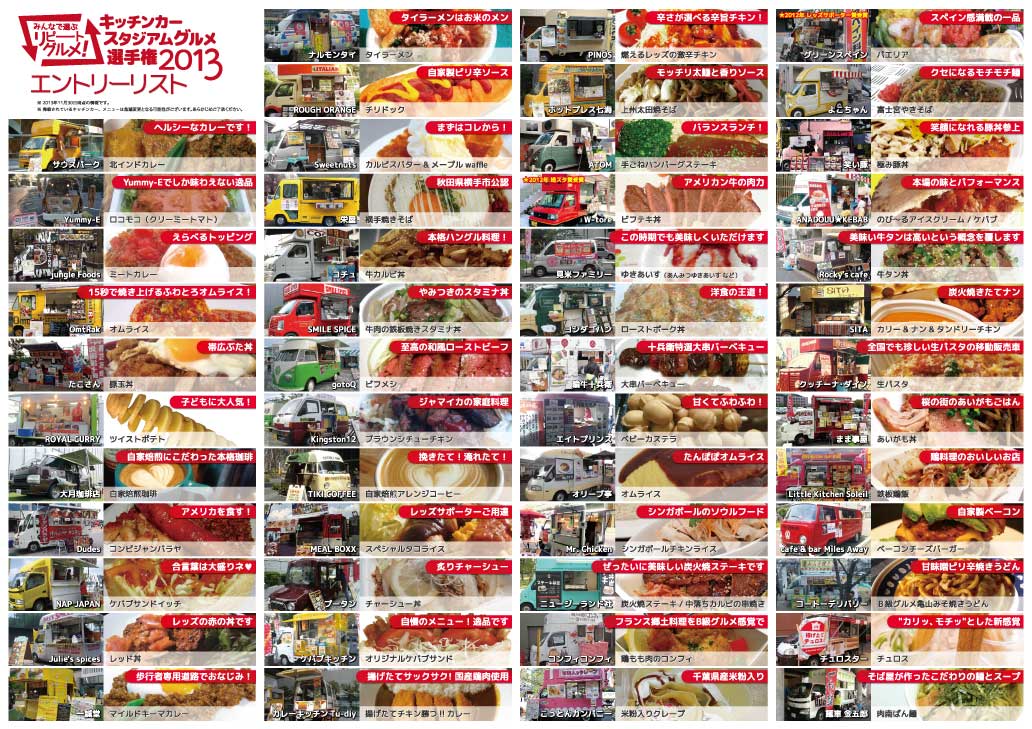 みんなで選ぶ
リピートグルメ!
キッチンカー
スタジアムグルメ
選手権2013
エントリーリスト
※ 2013年11月30日時点の情報です。
※ 掲載されているキッチンカー、メニューは急遽変更となる可能性がございます。あらかじめご了承ください。
ヘルシーなカレーです！
サウスパーク
北インドカレー
Yummy-Eでしか味わえない逸品
Yummy-E
ロコモコ（クリーミートマト）
えらべるトッピング
Jungle Foods
ミートカレー
15秒で焼き上げるふわとろオムライス！
OmtRak
オムライス
帯広ぶた丼
たこさん
豚玉丼
子どもに大人気！
ROYAL CURRY
ツイストポテト
自家焙煎にこだわった本格珈琲
大月珈琲店
自家焙煎珈琲
アメリカを食す！
Dudes
コンビジャンバラヤ
合言葉は大盛りネ♥
NAP JAPAN
ケバブサンドイッチ
レッズの赤の丼です
Julie's spices
レッド丼
歩行者専用道路でおなじみ！
一誠堂
マイルドキーマカレー
タイラーメンはお米のメン
ナルモンタイ
タイラーメン
自家製ピリ辛ソース
ROUGH ORANGE
チリドック
まずはコレから！
Sweetnuts
カルピスバター & メープル waffle
秋田県横手市公認
栄屋
横手焼きそば
本格ハングル料理！
コチュ
牛カルビ丼
やみつきのスタミナ丼
SMILE SPICE
牛肉の鉄板焼きスタミナ丼
至高の和風ローストビーフ
gotoQ
ビフメシ
ジャマイカの家庭料理
Kingston12
ブラウンシチューチキン
挽きたて！淹れたて！
TIKI COFFEE
自家焙煎アレンジコーヒー
レッズサポーターご用達
MEAL BOXX
スペシャルタコライス
炙りチャーシュー
プータン
チャーシュー丼
自慢のメニュー！逸品です
ケバブキッチン
オリジナルケバブサンド
揚げたてサックサク! 国産鶏肉使用
カレーキッチン Yu-diy
揚げたてチキン勝つ !! カレー
辛さが選べる辛旨チキン！
PINOS
燃えるレッズの激辛チキン
モッチリ太麺と香りソース
ホットプレス七海
上州太田焼そば
バランスランチ！
ATOM
手ごねハンバーグステーキ
★2012年 埼スタ賞受賞
アメリカン牛の肉力
W-tore
ビフテキ丼
この時期でも美味しくいただけます
見米ファミリー
ゆきあいす（あんみつゆきあいす など）
洋食の王道！
ヨシダゴハン
ローストポーク丼
十兵衛特選大串バーベキュー
十兵衛
大串バーベキュー
甘くてふわふわ！
エイトプリンス
ベビーカステラ
たんぽぽオムライス
オリーブ亭
オムライス
シンガポールのソウルフード
Mr. Chicken
シンガポールチキンライス
ぜったいに美味しい炭火焼ステーキです
ニュージーランド社
炭火焼ステーキ / 中落ちカルビの串焼き
フランス郷土料理をB級グルメ感覚で
コンフィコンフィ
鶏もも肉のコンフィ
千葉県産米粉入り
こうとんカンパニー
米粉入りクレープ
★2012年 レッズサポーター賞受賞
スペイン感満載の一品
グリーンスペイン
パエリア
クセになるモチモチ麺
よこちゃん
富士宮やきそば
笑顔になれる豚丼参上
笑い豚
極み豚丼
本場の味とパフォーマンス
ANADOLU★KEBAB
のび～るアイスクリーム / ケバブ
美味い牛タンは高いという概念を覆します
Rocky's cafe
牛タン丼
炭火焼きたてナン
SITA
カリー & ナン & タンドリーチキン
全国でも珍しい生パスタの移動販売車
クッチーナ・ダイン
生パスタ
桜の街のあいがもごはん
まま事屋
あいがも丼
鶏料理のおいしいお店
Little Kitchen Soleil
鉄板鶏飯
自家製ベーコン
cafe & bar Miles Away
ベーコンチーズバーガー
甘味噌ピリ辛焼きうどん
コードーデリバリー
B級グルメ亀山みそ焼きうどん
"カリッ、モチッ"とした新感覚
チュロスター
チュロス
そば屋が作ったこだわりの麺とスープ
麺車 釜五郎
肉南ばん麺